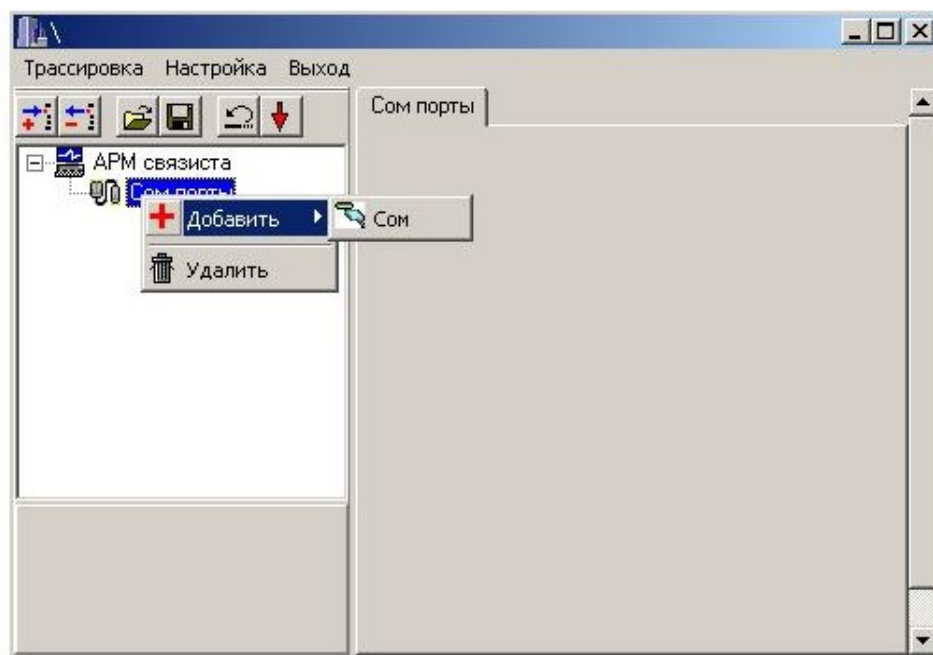 \
Трассировка Настройка Выход
Сом порты
АРМ связиста
Сом порты
Добавить
Сом
Удалить